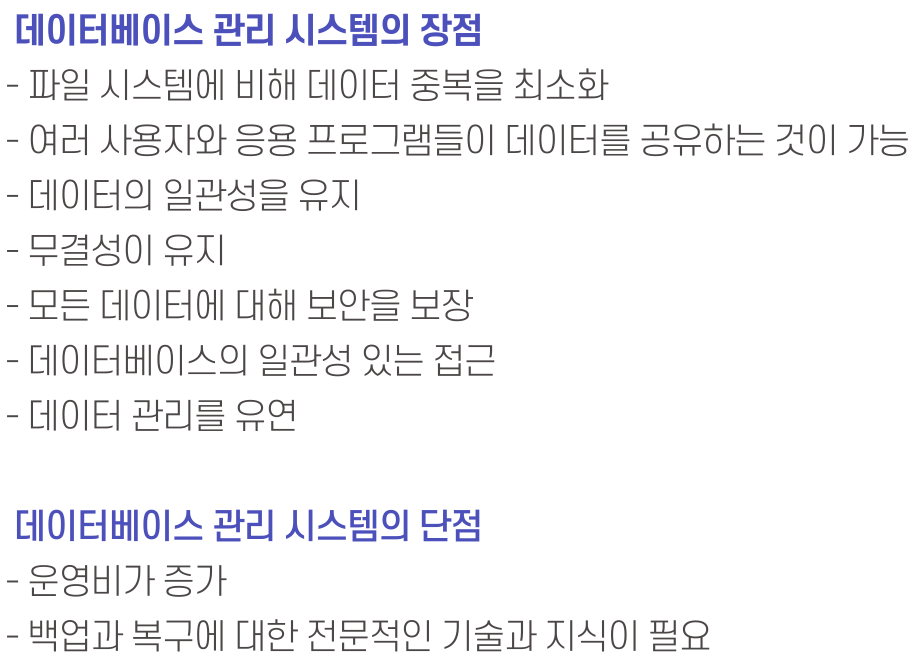 데이터베이스 관리 시스템의 장점
- 파일 시스템에 비해 데이터 중복을 최소화
- 여러 사용자와 응용 프로그램들이 데이터를 공유하는 것이 가능
- 데이터의 일관성을 유지
- 무결성이 유지
- 모든 데이터에 대해 보안을 보장
- 데이터베이스의 일관성 있는 접근
- 데이터 관리를 유연
데이터베이스 관리 시스템의 단점
- 운영비가 증가
- 백업과 복구에 대한 전문적인 기술과 지식이 필요